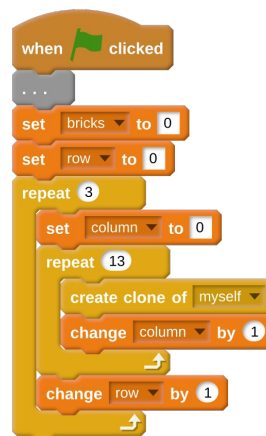 when clicked
. . .
set bricks to 0
set row to 0
repeat 3
set column to 0
repeat 13
create clone of myself
change column by 1
change row by 1